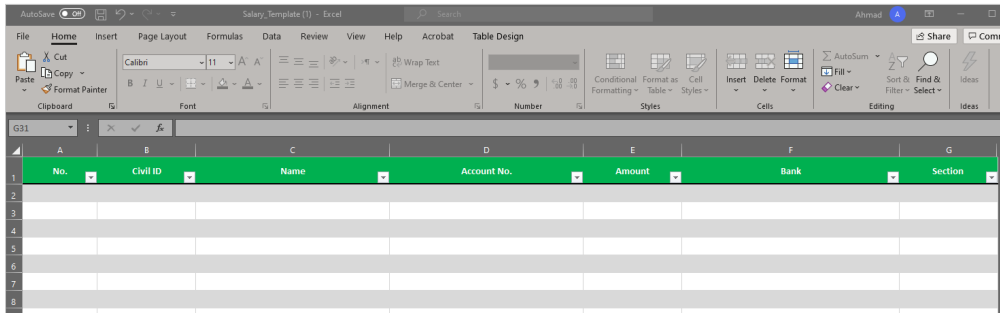 AutoSave Off Salary_Template (1) - Excel Search Ahmad A
File Home Insert Page Layout Formulas Data Review View Help Acrobat Table Design Share Com
Cut
Copy
Paste
Format Painter
Clipboard
Calibri 11 A A
B I U A
Font
Wrap Text
Merge & Center
Alignment
$ % 9
Number
Conditional Formatting
Format as Table
Cell Styles
Styles
Insert Delete Format
Cells
AutoSum
Fill
Clear
Sort & Filter
Find & Select
Editing
Ideas
Ideas
G31 fx
A B C D E F G
1 No. Civil ID Name Account No. Amount Bank Section
2
3
4
5
6
7
8